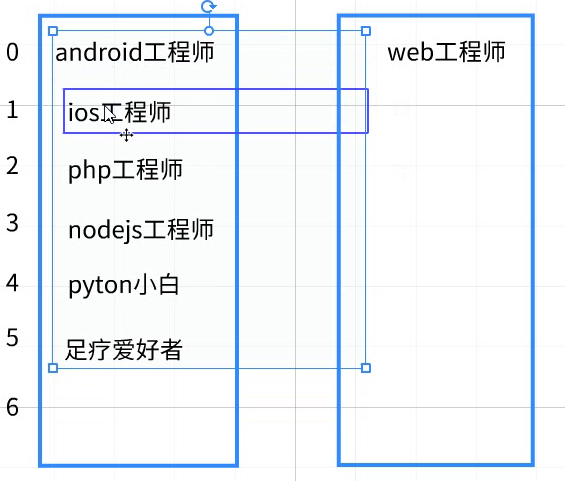 0 android工程师 web工程师
1 ios工程师
2 php工程师
3 nodejs工程师
4 pyton小白
5 足疗爱好者
6